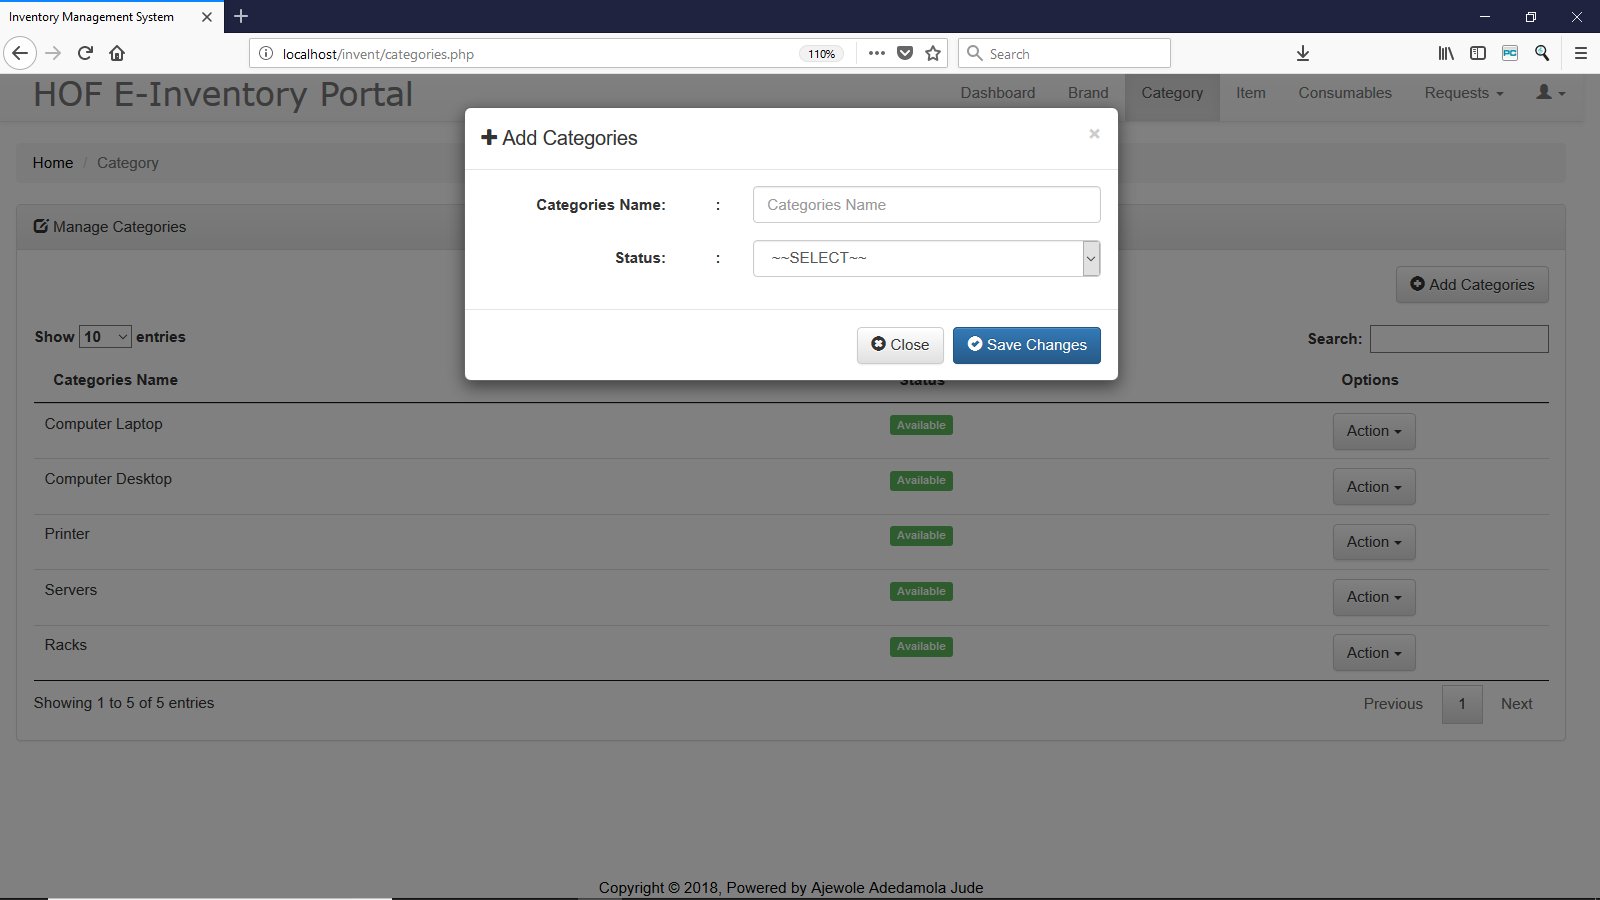 Inventory Management System
localhost/invent/categories.php
110%
Search
PC
HOF E-Inventory Portal
Dashboard Brand Category Item Consumables Requests
Add Categories
×
Home / Category
Categories Name: : Categories Name
Manage Categories
Status: : ~~SELECT~~
Add Categories
Show 10 entries
Search:
Close Save Changes
Categories Name Status Options
Computer Laptop Available Action
Computer Desktop Available Action
Printer Available Action
Servers Available Action
Racks Available Action
Showing 1 to 5 of 5 entries
Previous 1 Next
Copyright © 2018, Powered by Ajewole Adedamola Jude